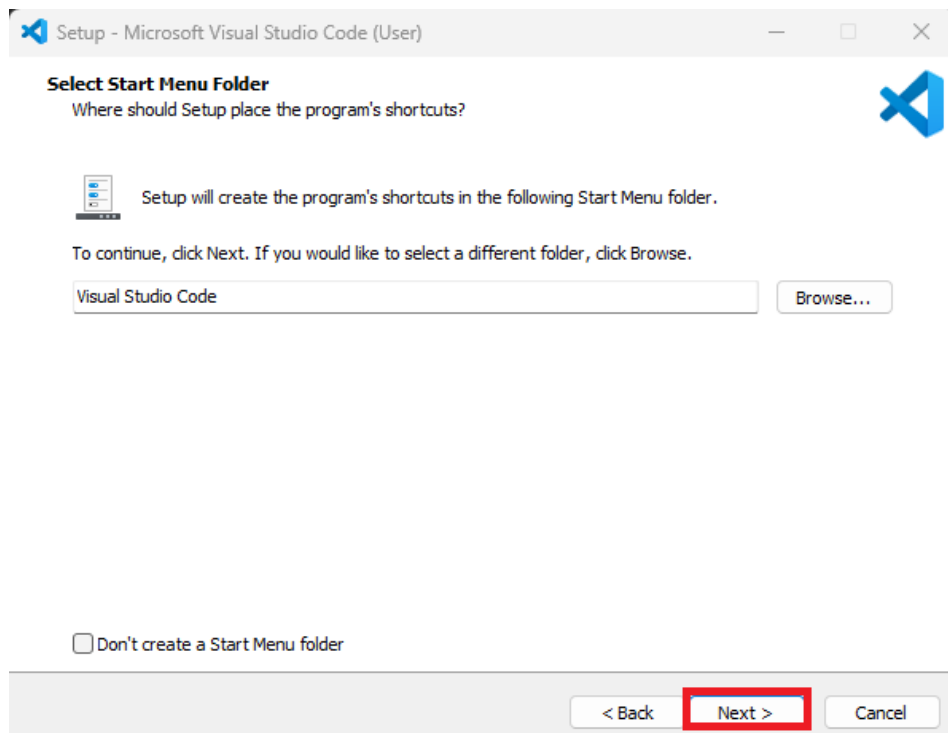 Setup - Microsoft Visual Studio Code (User)
Select Start Menu Folder
Where should Setup place the program's shortcuts?
Setup will create the program's shortcuts in the following Start Menu folder.
To continue, click Next. If you would like to select a different folder, click Browse.
Visual Studio Code
Browse...
Don't create a Start Menu folder
< Back
Next >
Cancel